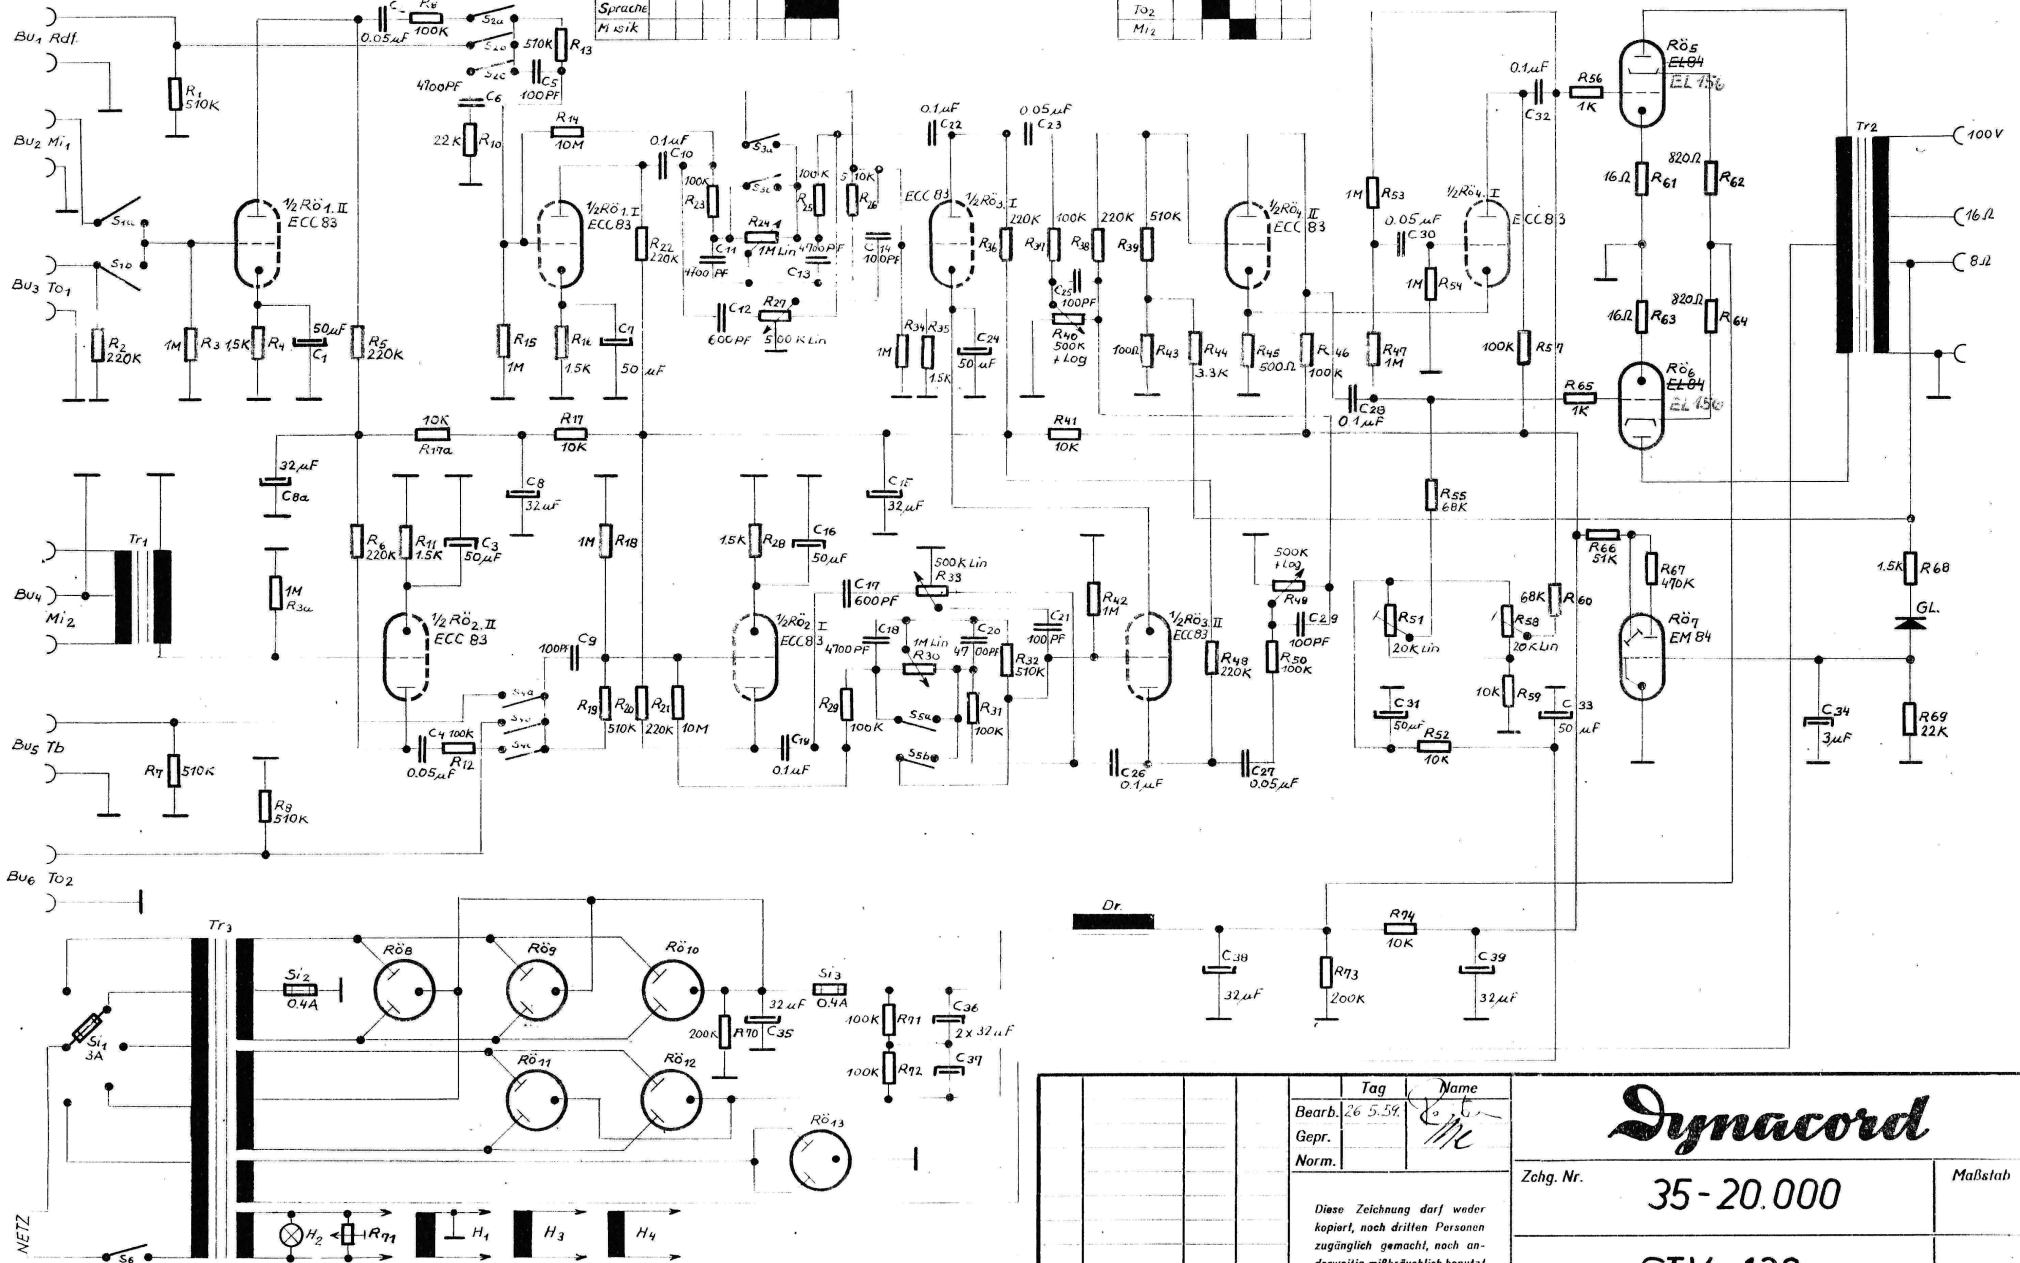 Sprache
Musik
To2
Mi2
Bu1 Rdf.
Bu2 Mi1
Bu3 To1
R1
510K
S1a
S1b
R2
220K
1M
R3
1,5K
R4
50µF
C1
R5
220K
½Rö1.II
ECC83
C
0.05µF
100K
S2a
S2b
S2c
510K
R13
C5
100PF
4700PF
C6
22K
R10
R14
10M
½Rö1.I
ECC83
R15
1M
1.5K
C7
50µF
0.1µF
C10
R22
220K
100K
R23
S3a
R24
1M Lin
C11
4700PF
100K
R25
4700PF
C13
R26
C14
100PF
C12
600PF
R27
500KLin
0.1µF
C22
ECC83
½Rö3.I
1M
R34
R35
1.5K
C24
50µF
0.05µF
C23
220K
R36
100K
R37
220K
R38
510K
R39
C25
100PF
R40
500K
+Log
100Ω
R43
R44
3.3K
½Rö4.II
ECC83
R45
500Ω
R46
100K
1M
R53
0.05µF
C30
1M
R54
R47
1M
C28
0.1µF
½Rö4.I
ECC83
100K
R57
0.1µF
C32
R56
1K
Rö5
EL84
EL156
16Ω
R61
820Ω
R62
16Ω
R63
820Ω
R64
R65
1K
Rö6
EL84
EL156
Tr2
100V
16Ω
8Ω
10K
R17a
R17
10K
R41
10K
32µF
C8a
C8
32µF
32µF
Tr1
Bu4
Mi2
1M
R3a
R6
220K
R11
1.5K
C3
50µF
½Rö2.II
ECC83
C4
0.05µF
100K
R12
S4a
S4c
100PF
C9
1M
R18
R19
510K
R20
220K
R21
10M
1.5K
R28
C16
50µF
½Rö2.I
ECC83
0.1µF
C17
600PF
500KLin
R33
C18
4700PF
1M Lin
R30
C20
4700PF
R32
510K
R29
100K
S5a
S5b
R31
100K
C21
100PF
R42
1M
½Rö3.II
ECC83
C26
0.1µF
C27
0.05µF
R48
220K
R50
100K
500K
+Log
R49
C29
100PF
R55
68K
R51
20KLin
R58
20KLin
68K
R60
10K
R59
C31
50µF
R52
10K
C33
50µF
R66
51K
R67
470K
Rö7
EM84
1.5K
R68
GL.
C34
3µF
R69
22K
Bu5 Tb
R7
510K
510K
Bu6 To2
Tr3
Si2
0.4A
Si1
3A
Rö8
Rö9
Rö10
Rö11
Rö12
Rö13
200K
R70
32µF
C35
Si3
0.4A
100K
R71
100K
R72
C36
2x32µF
C37
Dr.
C38
32µF
R73
200K
R74
10K
C39
32µF
NETZ
S6
H2
R71
H1
H3
H4
Tag
Name
Bearb.
26.5.59.
Gepr.
Norm.
Dynacord
Zchg. Nr.
35-20.000
Maßstab
Diese Zeichnung darf weder
kopiert, noch dritten Personen
zugänglich gemacht, noch an-
derweitig mißbräuchlich benutzt